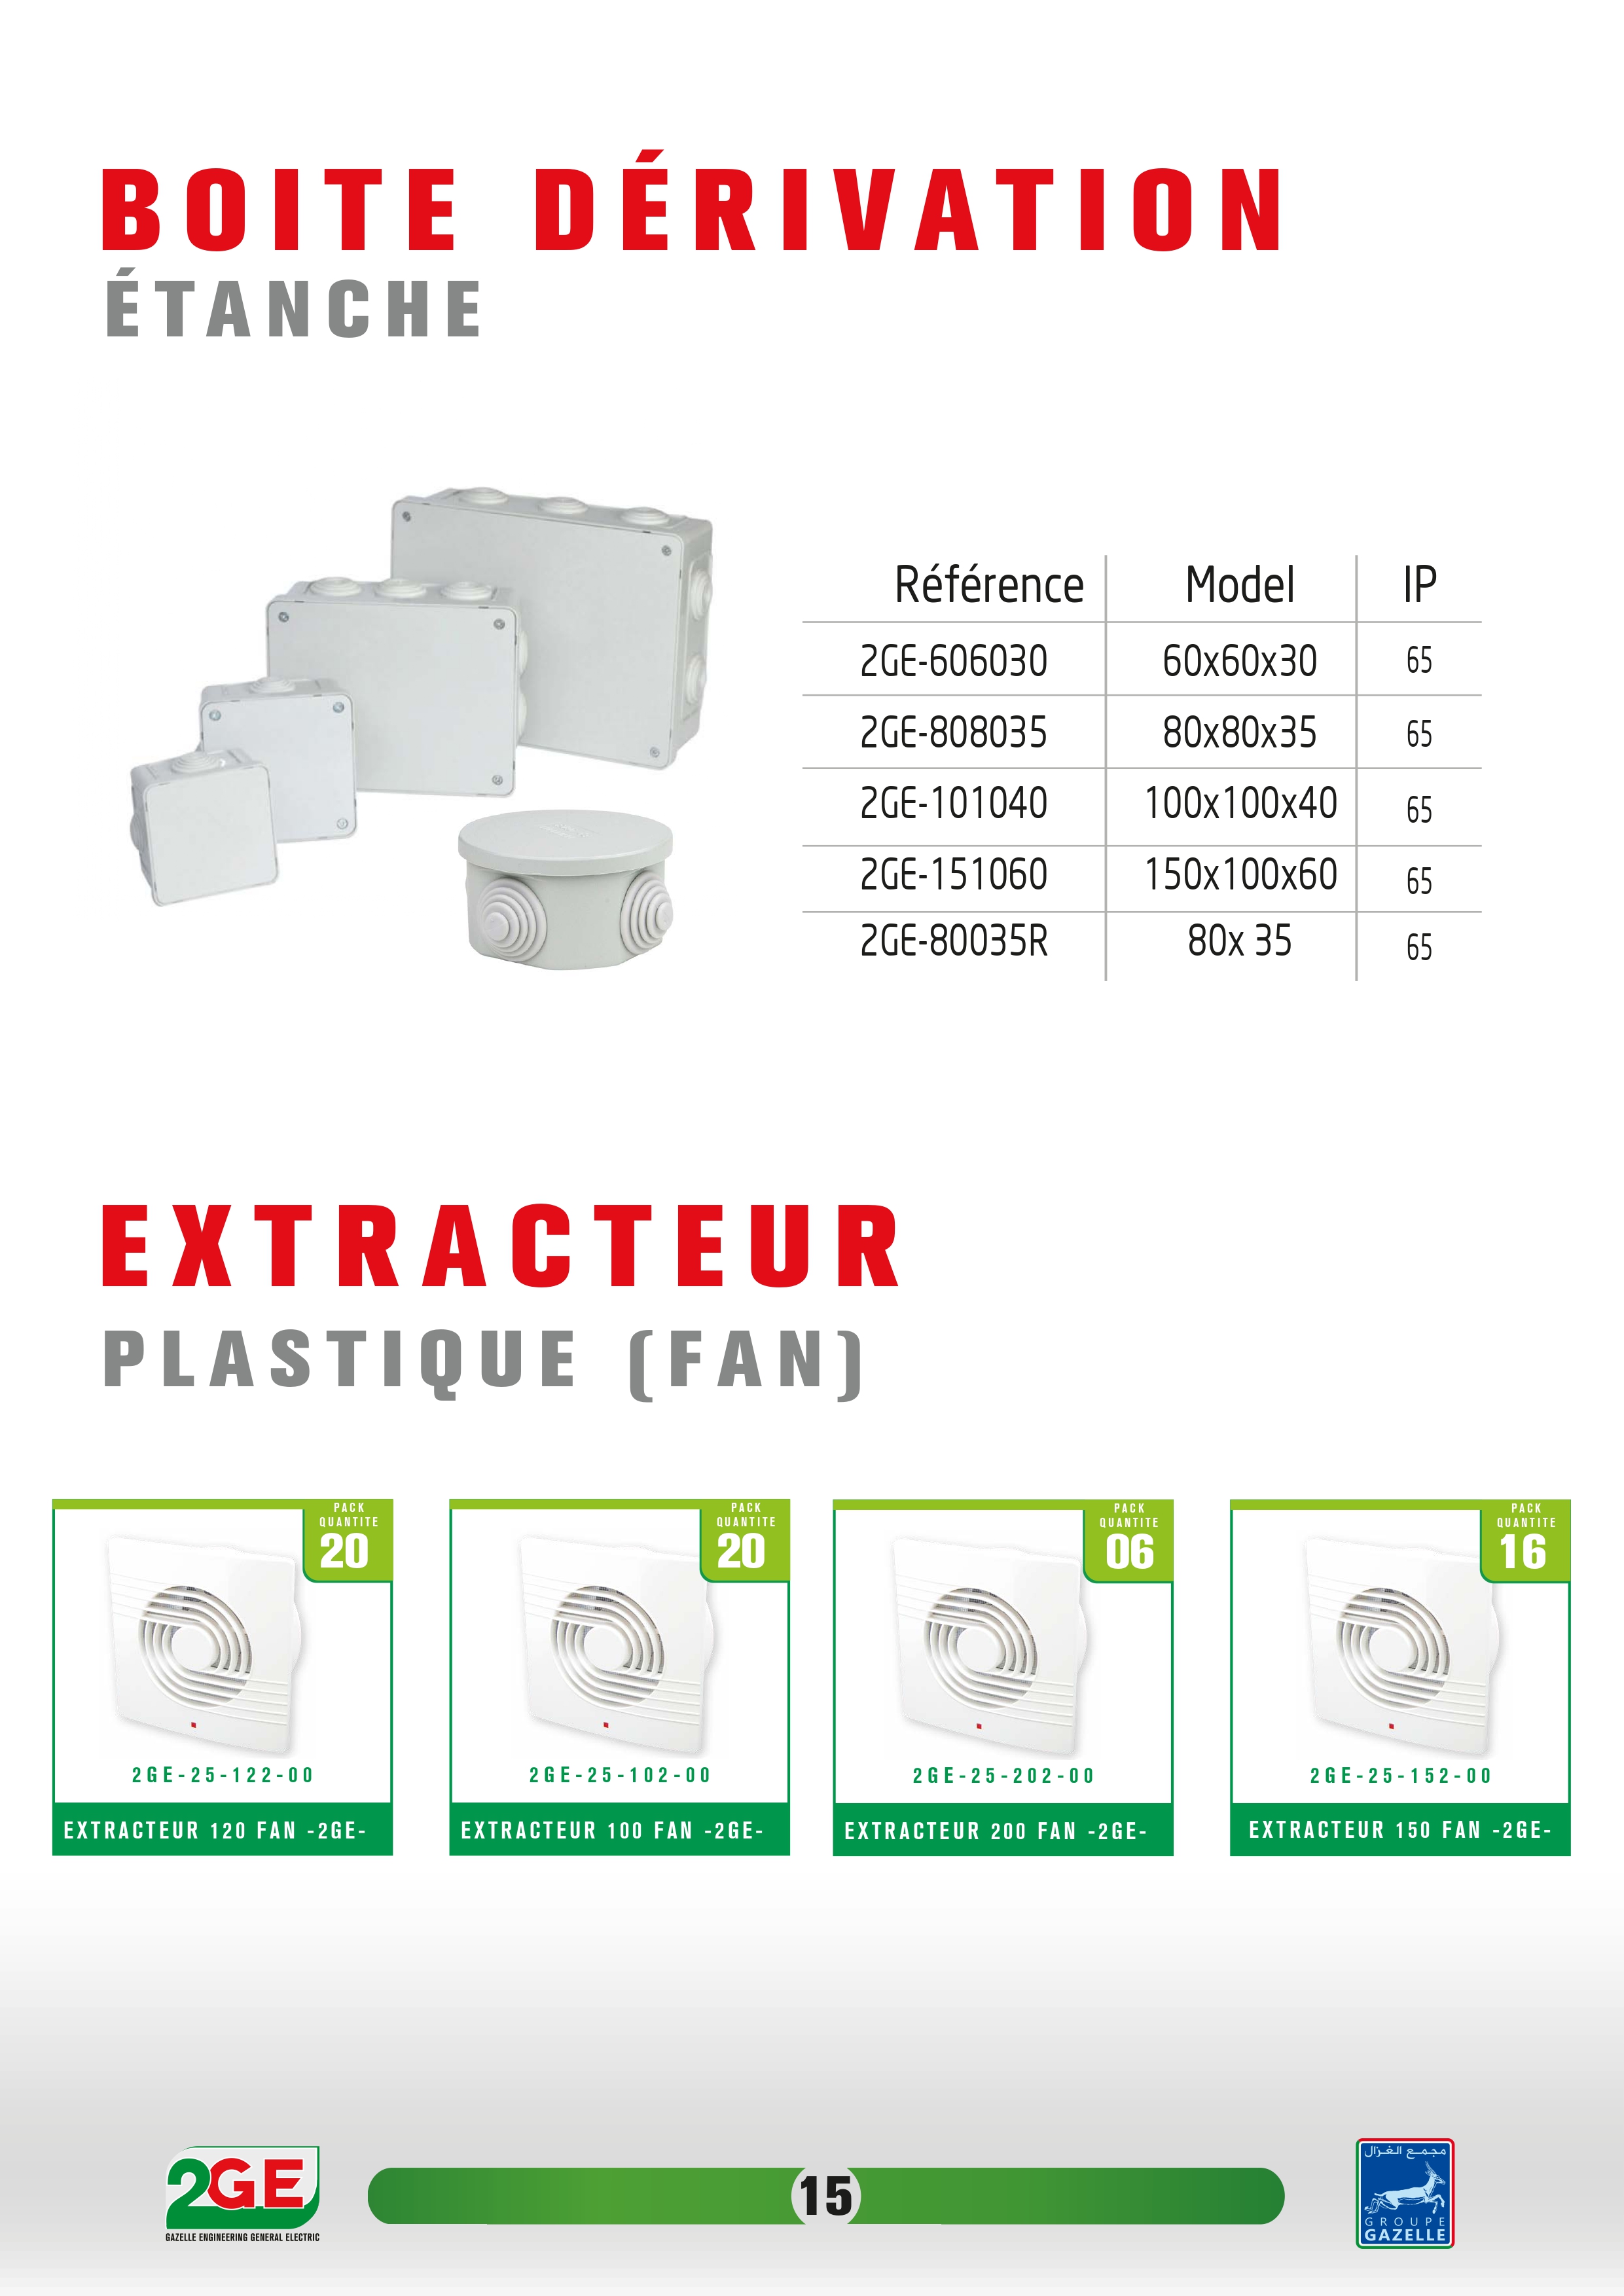 BOITE DÉRIVATION
ÉTANCHE
Référence Model IP
2GE-606030 60x60x30 65
2GE-808035 80x80x35 65
2GE-101040 100x100x40 65
2GE-151060 150x100x60 65
2GE-80035R 80x 35 65
EXTRACTEUR
PLASTIQUE (FAN)
PACK
QUANTITE
20
2GE-25-122-00
EXTRACTEUR 120 FAN -2GE-
PACK
QUANTITE
20
2GE-25-102-00
EXTRACTEUR 100 FAN -2GE-
PACK
QUANTITE
06
2GE-25-202-00
EXTRACTEUR 200 FAN -2GE-
PACK
QUANTITE
16
2GE-25-152-00
EXTRACTEUR 150 FAN -2GE-
2GE
GAZELLE ENGINEERING GENERAL ELECTRIC
15
مجمع الغزال
GROUPE
GAZELLE